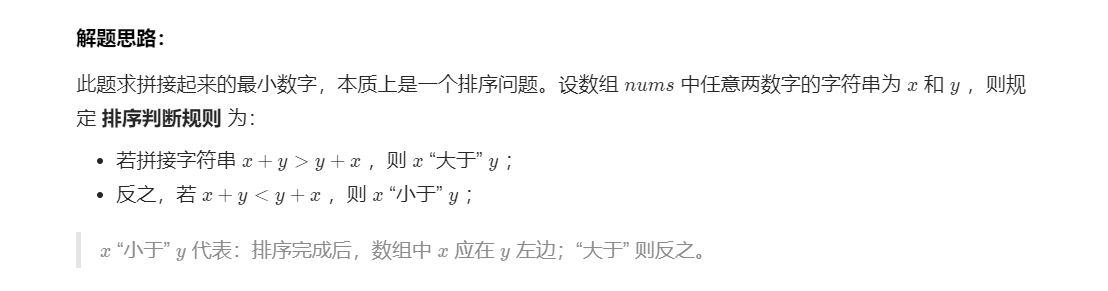 解题思路：
此题求拼接起来的最小数字，本质上是一个排序问题。设数组 nums 中任意两数字的字符串为 x 和 y ，则规
定 排序判断规则 为：
• 若拼接字符串 x + y > y + x ，则 x “大于” y ；
• 反之，若 x + y < y + x ，则 x “小于” y ；
x “小于” y 代表：排序完成后，数组中 x 应在 y 左边；“大于” 则反之。